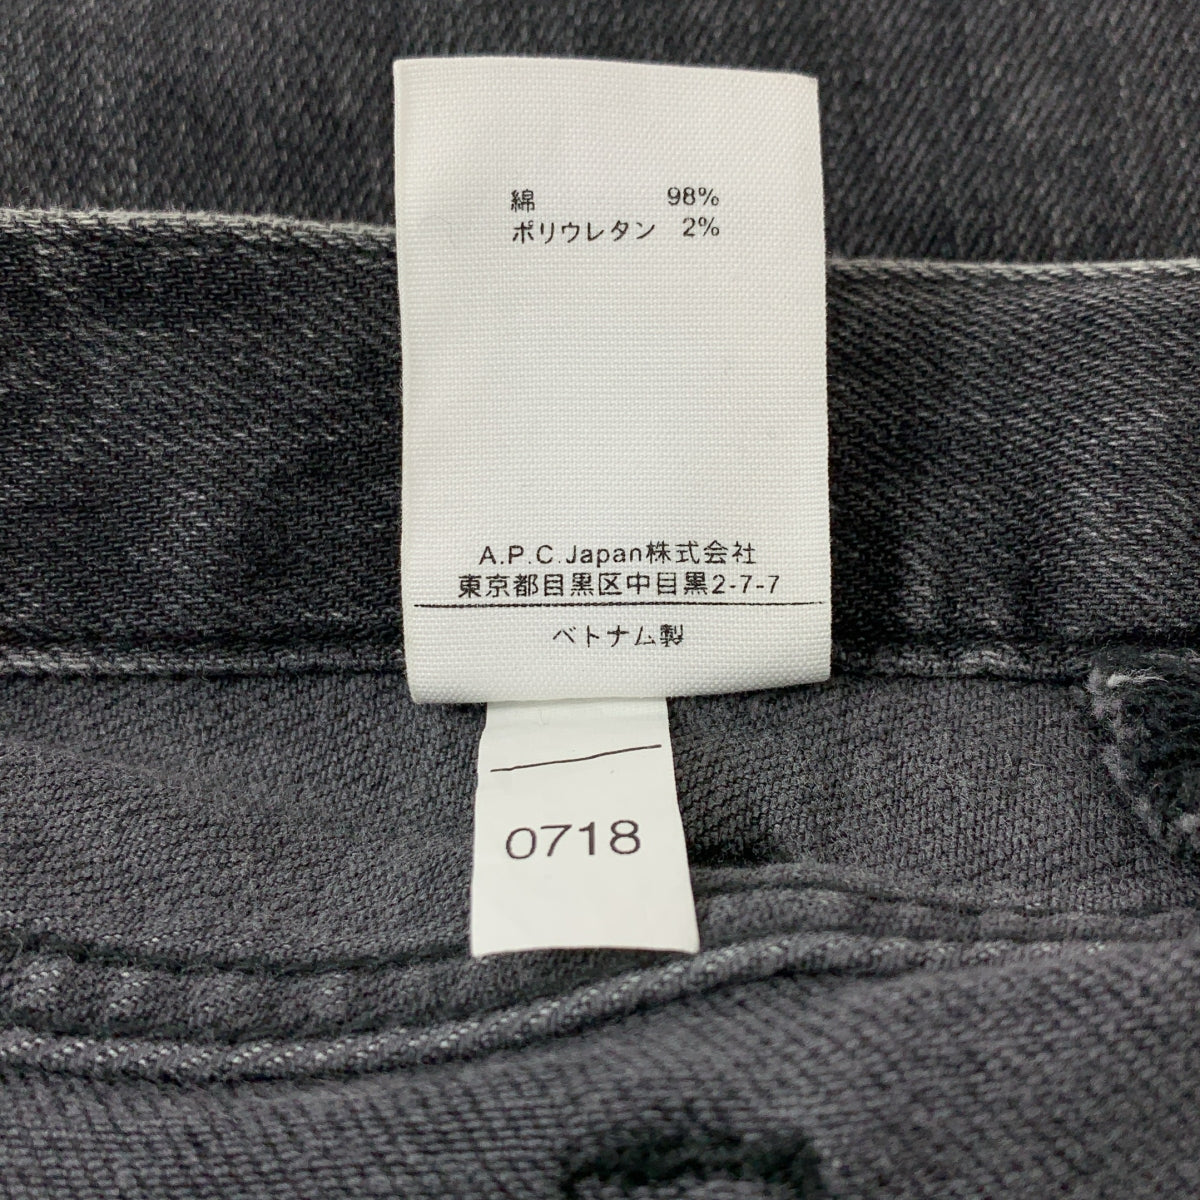 綿 98%
ポリウレタン 2%
A.P.C.Japan株式会社
東京都目黒区中目黒2-7-7
ベトナム製
0718